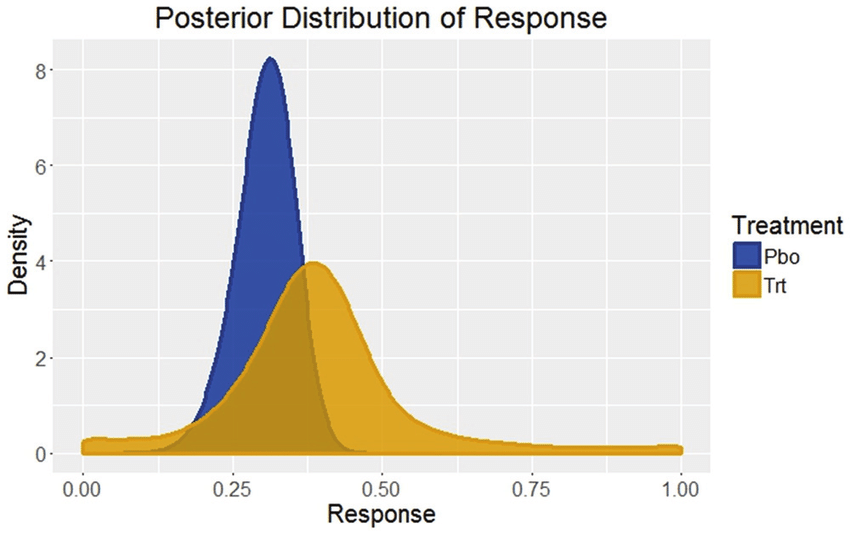 Posterior Distribution of Response
8
6
4
2
0
Density
0.00 0.25 0.50 0.75 1.00
Response
Treatment
Pbo
Trt